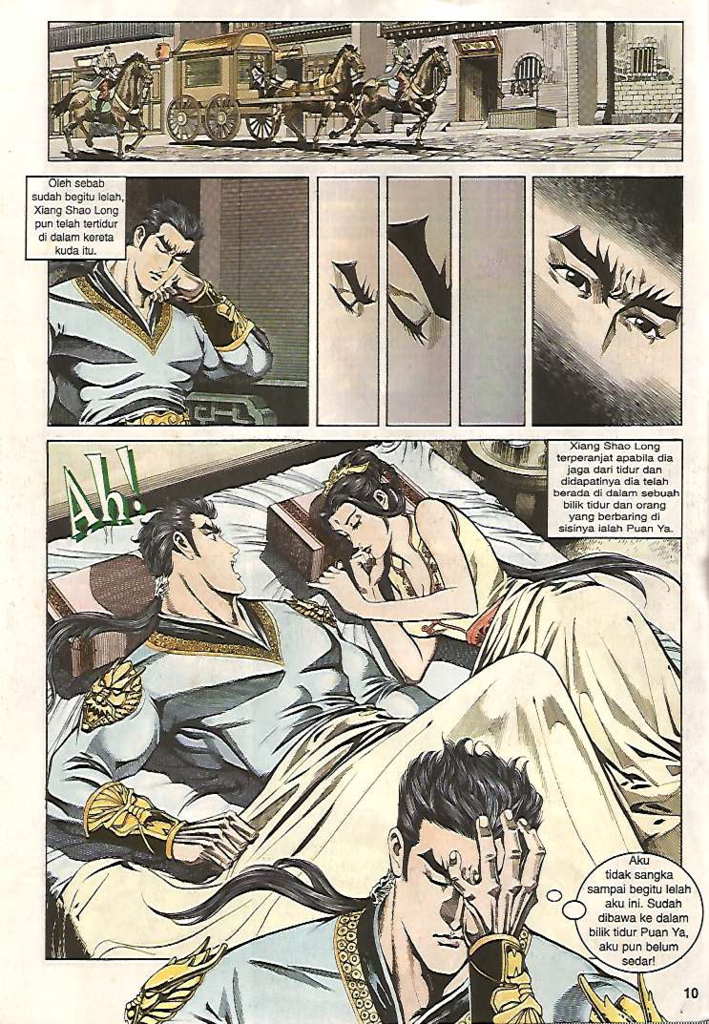 Oleh sebab
sudah begitu lelah,
Xiang Shao Long
pun telah tertidur
di dalam kereta
kuda itu.
Ah!
Xiang Shao Long
terperanjat apabila dia
jaga dari tidur dan
didapatinya dia telah
berada di dalam sebuah
bilik tidur dan orang
yang berbaring di
sisinya ialah Puan Ya.
Aku
tidak sangka
sampai begitu lelah
aku ini. Sudah
dibawa ke dalam
bilik tidur Puan Ya,
aku pun belum
sedar!
10